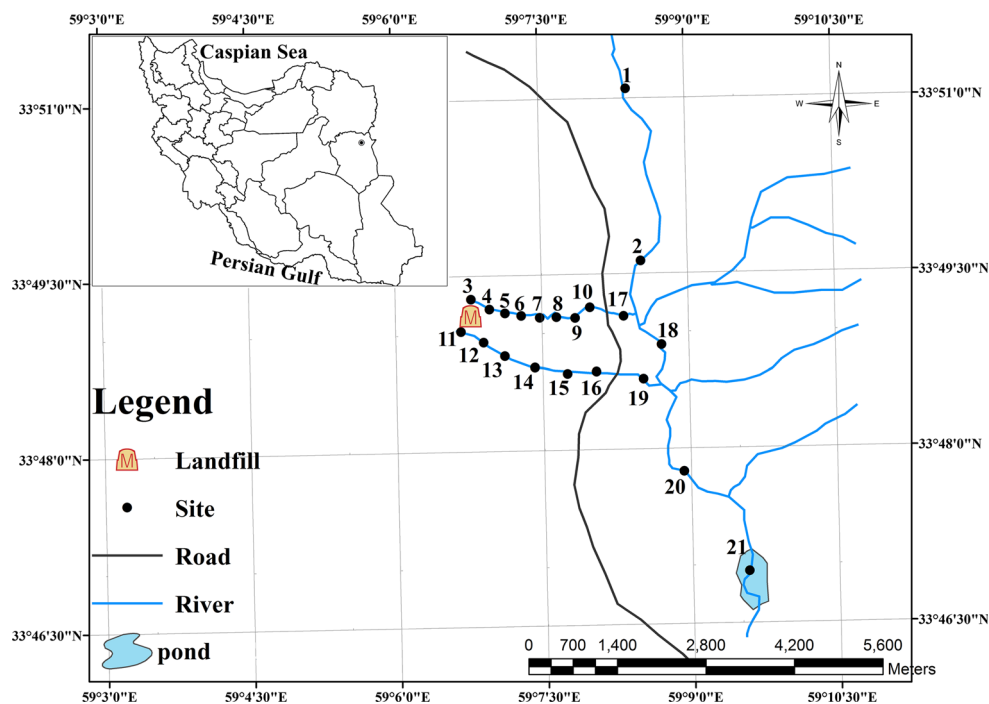 59°3'0"E 59°4'30"E 59°6'0"E 59°7'30"E 59°9'0"E 59°10'30"E
Caspian Sea
Persian Gulf
N
W E
S
33°51'0"N 33°51'0"N
33°49'30"N 33°49'30"N
33°48'0"N 33°48'0"N
33°46'30"N 33°46'30"N
1
2
3 4 5 6 7 8 9 10 17
M
18
11 12 13 14 15 16 19
20
21
Legend
M Landfill
Site
Road
River
pond
0 700 1,400 2,800 4,200 5,600
Meters
59°3'0"E 59°4'30"E 59°6'0"E 59°7'30"E 59°9'0"E 59°10'30"E